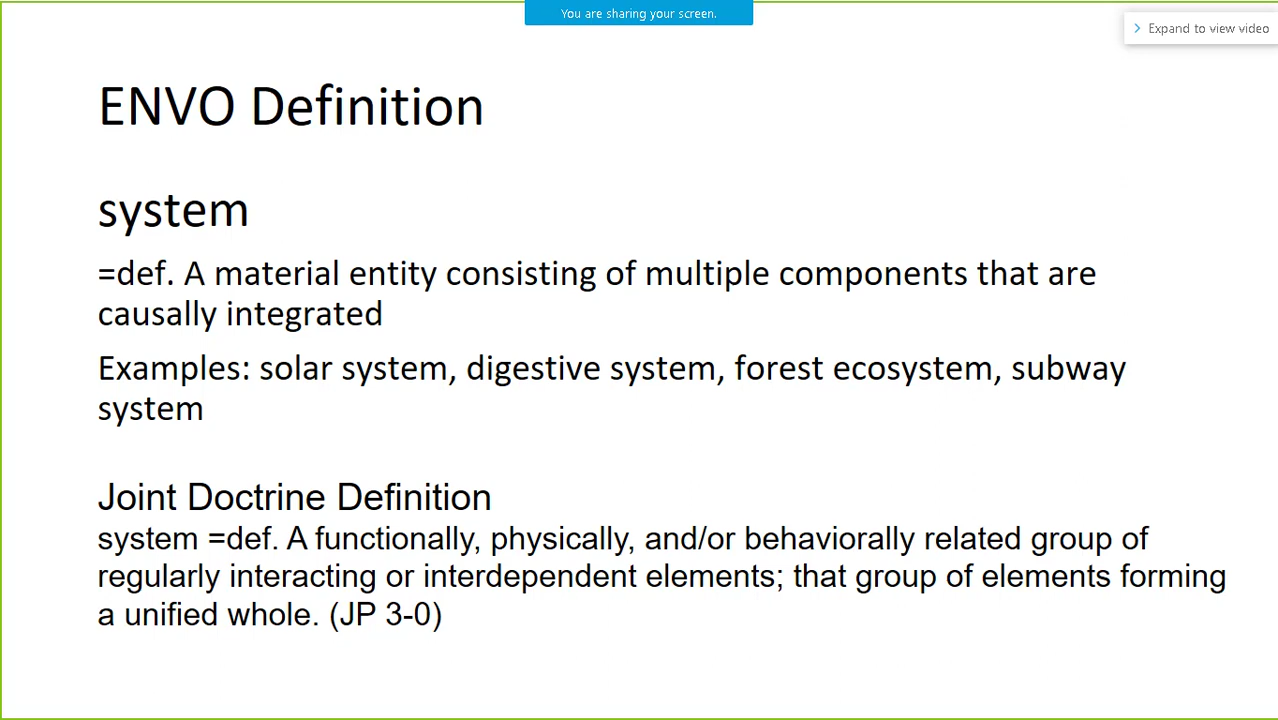 You are sharing your screen.
Expand to view video
ENVO Definition
system
=def. A material entity consisting of multiple components that are
causally integrated
Examples: solar system, digestive system, forest ecosystem, subway
system
Joint Doctrine Definition
system =def. A functionally, physically, and/or behaviorally related group of
regularly interacting or interdependent elements; that group of elements forming
a unified whole. (JP 3-0)